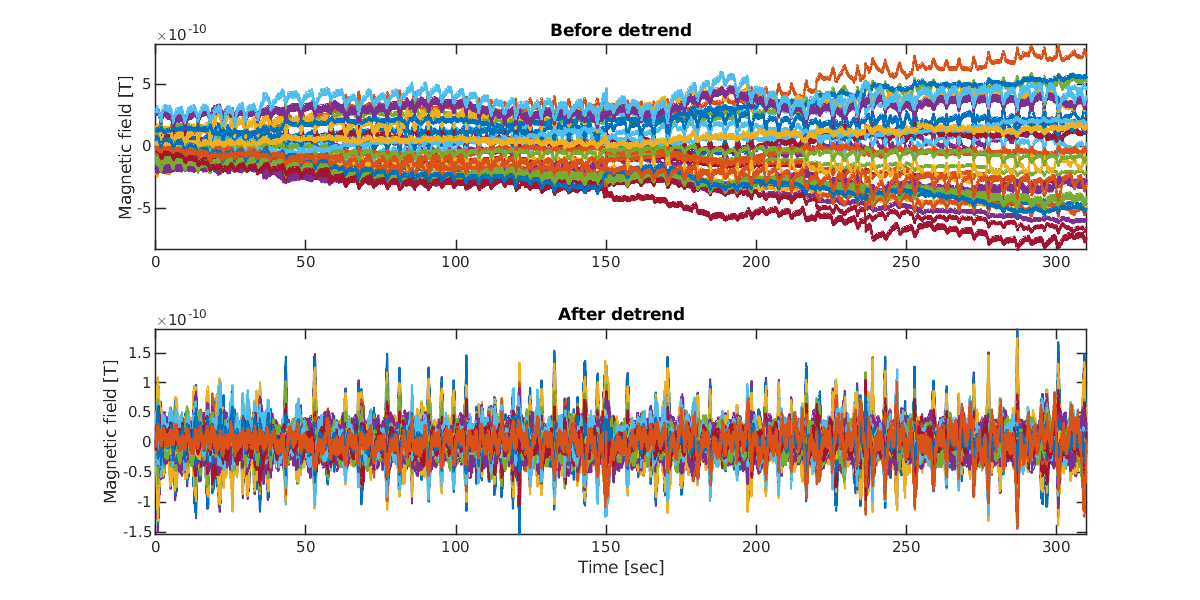 Before detrend
×10-10
Magnetic field [T]
5
0
-5
0 50 100 150 200 250 300
After detrend
×10-10
Magnetic field [T]
1.5
1
0.5
0
-0.5
-1
-1.5
0 50 100 150 200 250 300
Time [sec]